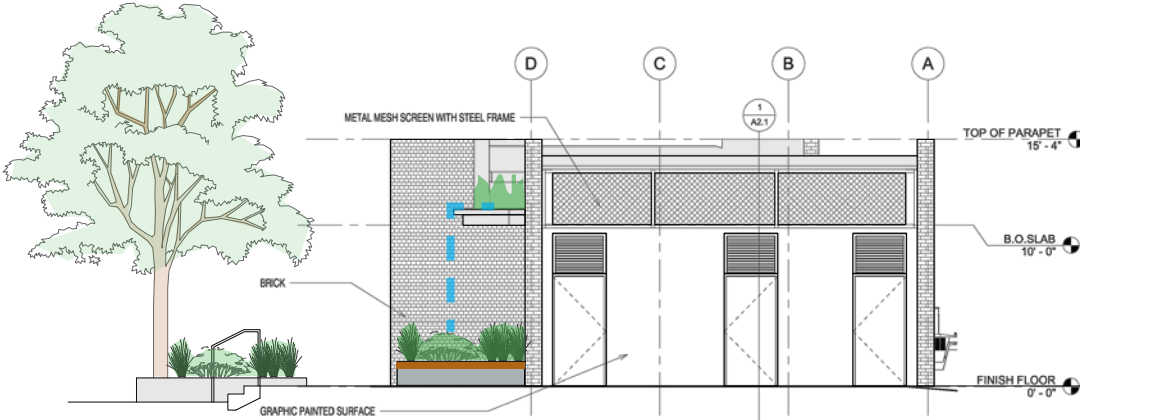 D
C
B
A
1
A2.1
METAL MESH SCREEN WITH STEEL FRAME
TOP OF PARAPET
15' - 4"
B.O.SLAB
10' - 0"
BRICK
FINISH FLOOR
0' - 0"
GRAPHIC PAINTED SURFACE